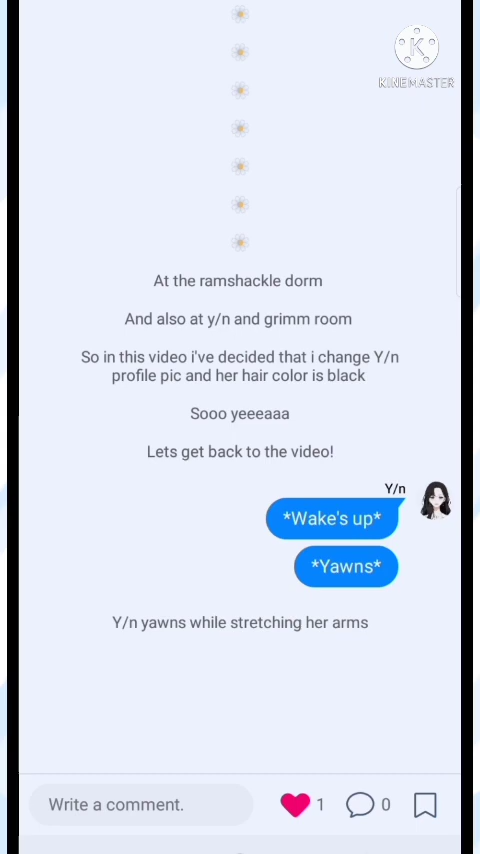 KINEMASTER
At the ramshackle dorm
And also at y/n and grimm room
So in this video i've decided that i change Y/n
profile pic and her hair color is black
Sooo yeeeaaa
Lets get back to the video!
Y/n
*Wake's up*
*Yawns*
Y/n yawns while stretching her arms
Write a comment.
1
0